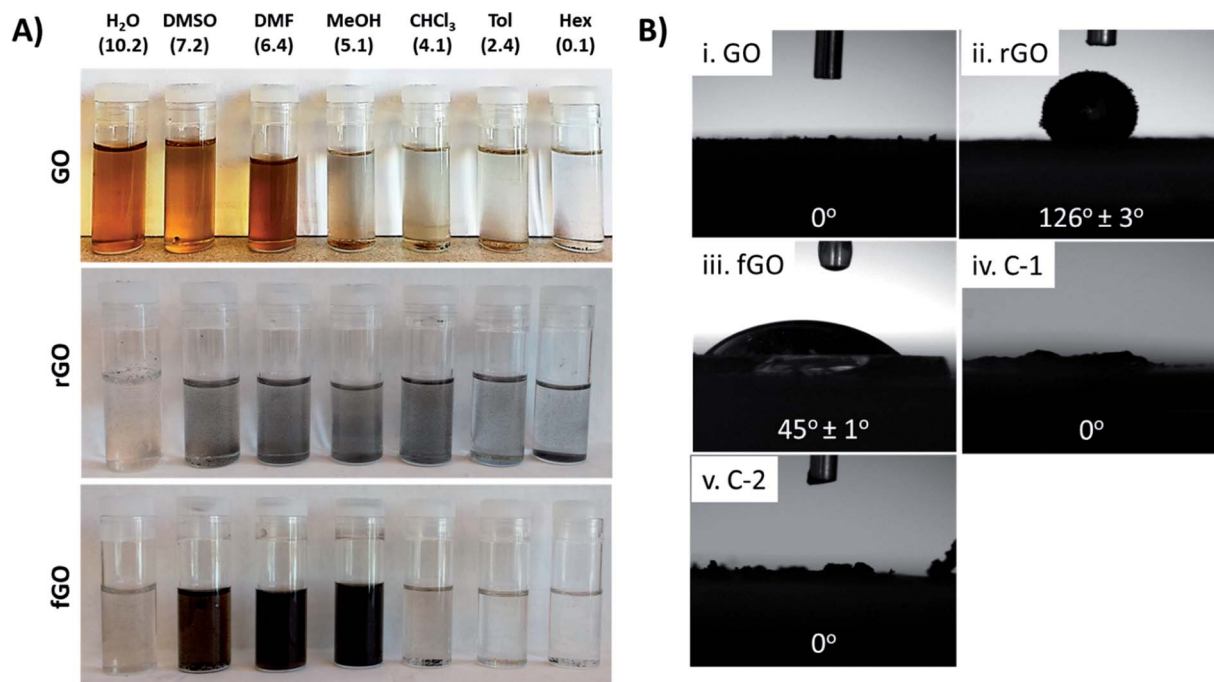 A)
H₂O DMSO DMF MeOH CHCl₃ Tol Hex
(10.2) (7.2) (6.4) (5.1) (4.1) (2.4) (0.1)
GO
rGO
fGO
B)
i. GO
0°
ii. rGO
126° ± 3°
iii. fGO
45° ± 1°
iv. C-1
0°
v. C-2
0°